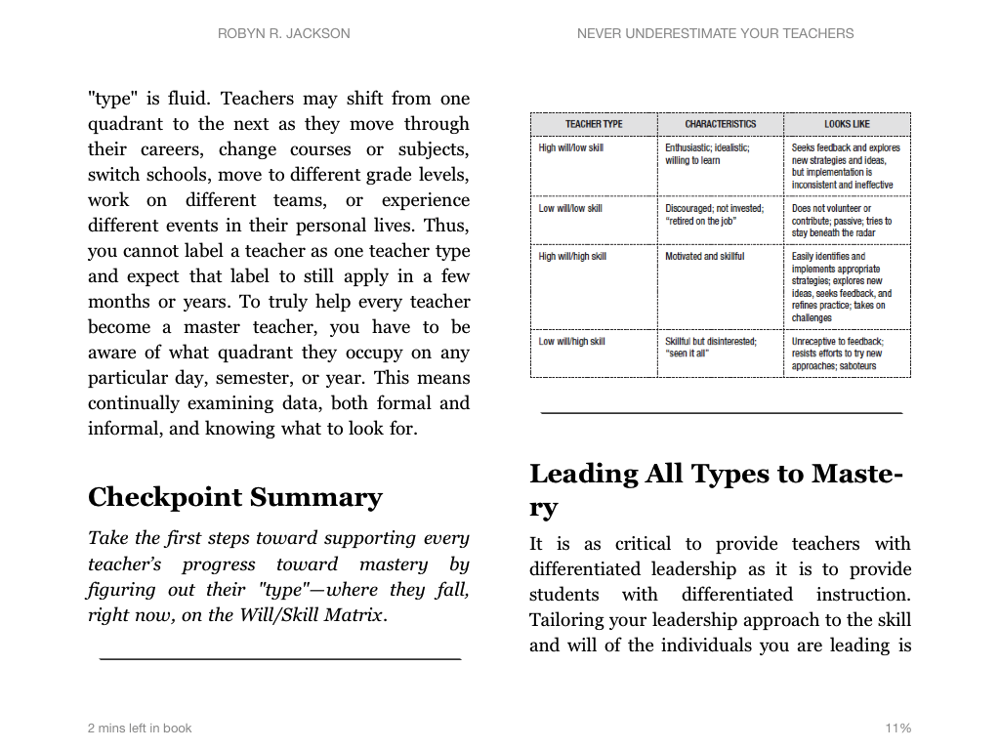 ROBYN R. JACKSON
"type" is fluid. Teachers may shift from one
quadrant to the next as they move through
their careers, change courses or subjects,
switch schools, move to different grade levels,
work on different teams, or experience
different events in their personal lives. Thus,
you cannot label a teacher as one teacher type
and expect that label to still apply in a few
months or years. To truly help every teacher
become a master teacher, you have to be
aware of what quadrant they occupy on any
particular day, semester, or year. This means
continually examining data, both formal and
informal, and knowing what to look for.
Checkpoint Summary
Take the first steps toward supporting every
teacher's progress toward mastery by
figuring out their "type"—where they fall,
right now, on the Will/Skill Matrix.
2 mins left in book
NEVER UNDERESTIMATE YOUR TEACHERS
TEACHER TYPE CHARACTERISTICS LOOKS LIKE
High will/low skill
Enthusiastic; idealistic;
willing to learn
Seeks feedback and explores
new strategies and ideas,
but implementation is
inconsistent and ineffective
Low will/low skill
Discouraged; not invested;
“retired on the job”
Does not volunteer or
contribute; passive; tries to
stay beneath the radar
High will/high skill
Motivated and skillful
Easily identifies and
implements appropriate
strategies; explores new
ideas, seeks feedback, and
refines practice; takes on
challenges
Low will/high skill
Skillful but disinterested;
“seen it all”
Unreceptive to feedback;
resists efforts to try new
approaches; saboteurs
Leading All Types to Maste-
ry
It is as critical to provide teachers with
differentiated leadership as it is to provide
students with differentiated instruction.
Tailoring your leadership approach to the skill
and will of the individuals you are leading is
11%